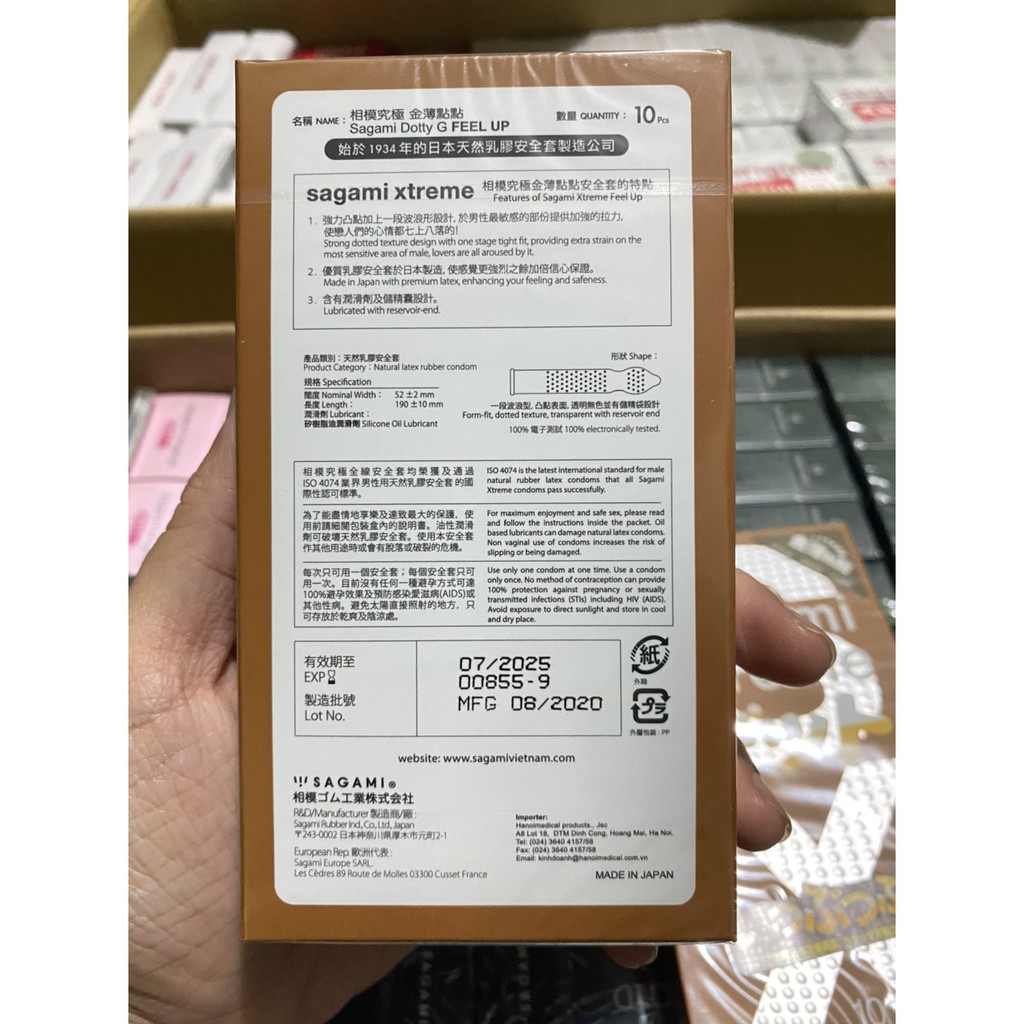 名稱 NAME： 相模究極 金薄點點
Sagami Dotty G FEEL UP
數量 QUANTITY： 10 Pcs
始於 1934 年的日本天然乳膠安全套製造公司
sagami xtreme 相模究極金薄點點安全套的特點
Features of Sagami Xtreme Feel Up
1. 強力凸點加上一段波浪形設計, 於男性最敏感的部份提供加強的拉力,
使戀人們的心情都七上八落的!
Strong dotted texture design with one stage tight fit, providing extra strain on the
most sensitive area of male, lovers are all aroused by it.
2. 優質乳膠安全套於日本製造, 使感覺更強烈之餘加倍信心保證。
Made in Japan with premium latex, enhancing your feeling and safeness.
3. 含有潤滑劑及儲精囊設計。
Lubricated with reservoir-end.
產品類別：天然乳膠安全套
Product Category：Natural latex rubber condom
規格 Specification
闊度 Nominal Width： 52 ±2 mm
長度 Length： 190 ±10 mm
潤滑劑 Lubricant：
矽樹脂油潤滑劑 Silicone Oil Lubricant
形狀 Shape：
一段波浪型, 凸點表面, 透明無色並有儲精袋設計
Form-fit, dotted texture, transparent with reservoir end
100% 電子測試 100% electronically tested.
相模究極全線安全套均榮獲及通過
ISO 4074 業界男性用天然乳膠安全套的國
際性認可標準。
ISO 4074 is the latest international standard for male
natural rubber latex condoms that all Sagami
Xtreme condoms pass successfully.
為了能盡情地享樂及達致最大的保護，使
用前請細閱包裝盒內的說明書。油性潤滑
劑可破壞天然乳膠安全套。使用本安全套
作其他用途時或會有脫落或破裂的危機。
For maximum enjoyment and safe sex, please read
and follow the instructions inside the packet. Oil
based lubricants can damage natural latex condoms.
Non vaginal use of condoms increases the risk of
slipping or being damaged.
每次只可用一個安全套；每個安全套只可
用一次。目前沒有任何一種避孕方式可達
100%避孕效果及預防感染愛滋病(AIDS)或
其他性病。避免太陽直接照射的地方，只
可存放於乾爽及陰涼處。
Use only one condom at one time. Use a condom
only once. No method of contraception can provide
100% protection against pregnancy or sexually
transmitted infections (STIs) including HIV (AIDS).
Avoid exposure to direct sunlight and store in cool
and dry place.
有效期至
EXP
製造批號
Lot No.
07/2025
00855-9
MFG 08/2020
紙
外箱
プラ
外層包裝：PP
website: www.sagamivietnam.com
SAGAMI®
相模ゴム工業株式会社
R&D/Manufacturer 製造商/廠：
Sagami Rubber Ind., Co., Ltd., Japan
〒243-0002 日本神奈川県厚木市元町2-1
European Rep. 歐洲代表：
Sagami Europe SARL.
Les Cèdres 89 Route de Molles 03300 Cusset France
Importer:
Hanoimedical products., Jsc
A8 Lot 18, DTM Dinh Cong, Hoang Mai, Ha Noi.
Tel: (024) 3640 4157/58
Fax: (024) 3640 4157/58
Email: kinhdoanh@hanoimedical.com.vn
MADE IN JAPAN